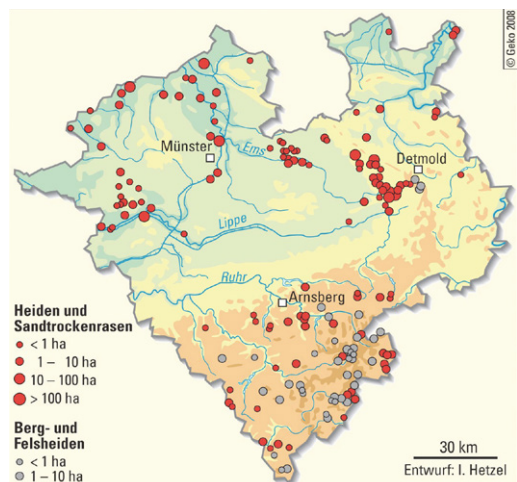 © Geko 2008
Münster
Ems
Detmold
Lippe
Ruhr
Arnsberg
Heiden und
Sandtrockenrasen
< 1 ha
1 – 10 ha
10 – 100 ha
> 100 ha
Berg- und
Felsheiden
< 1 ha
1 – 10 ha
30 km
Entwurf: I. Hetzel